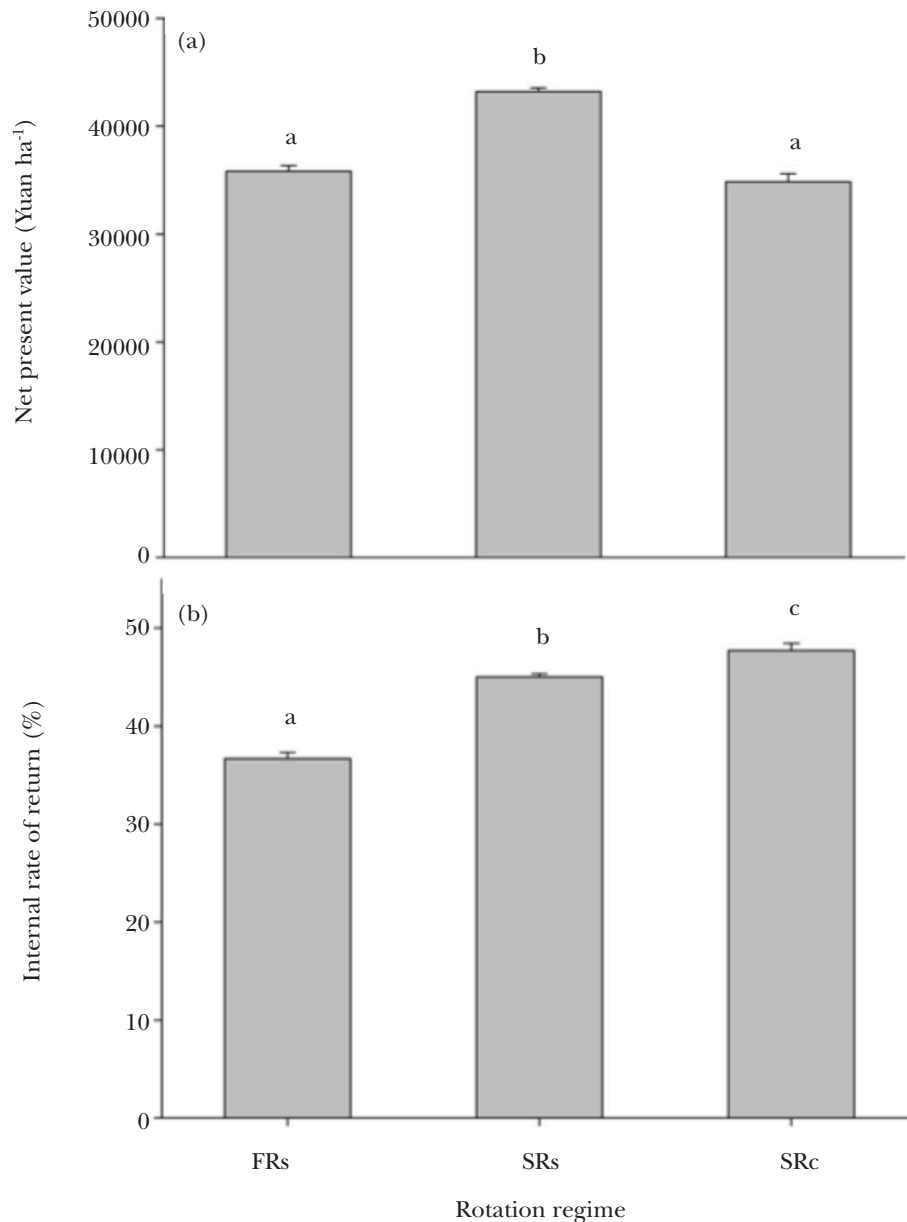 50000
(a)
b
40000
a
a
30000
20000
10000
0
Net present value (Yuan ha-1)
(b)
c
50
b
40
a
30
20
10
0
Internal rate of return (%)
FRs SRs SRc
Rotation regime